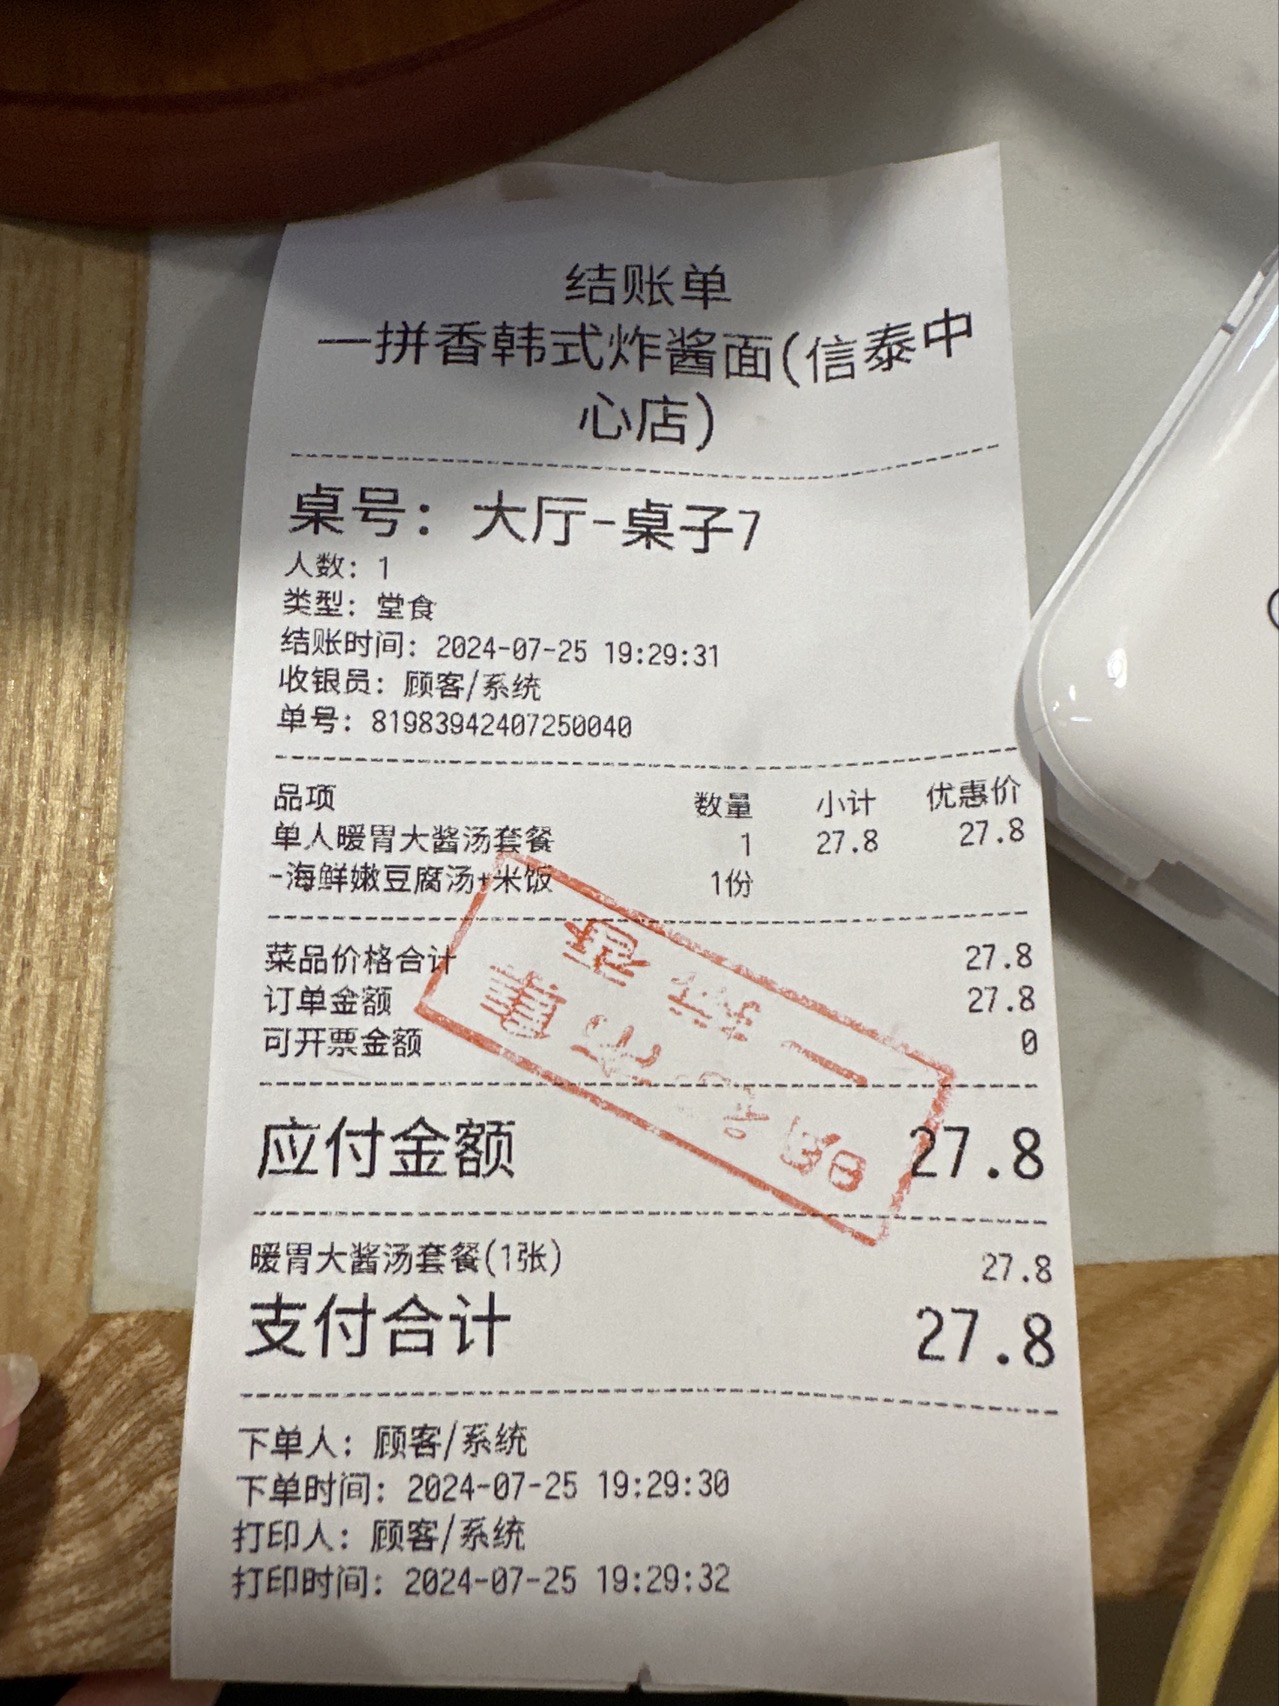 结账单
一拼香韩式炸酱面(信泰中
心店)
桌号：大厅-桌子7
人数：1
类型：堂食
结账时间：2024-07-25 19:29:31
收银员：顾客/系统
单号：81983942407250040
品项 数量 小计 优惠价
单人暖胃大酱汤套餐 1 27.8 27.8
-海鲜嫩豆腐汤+米饭 1份
菜品价格合计 27.8
订单金额 27.8
可开票金额 0
应付金额 27.8
暖胃大酱汤套餐(1张) 27.8
支付合计 27.8
下单人：顾客/系统
下单时间：2024-07-25 19:29:30
打印人：顾客/系统
打印时间：2024-07-25 19:29:32